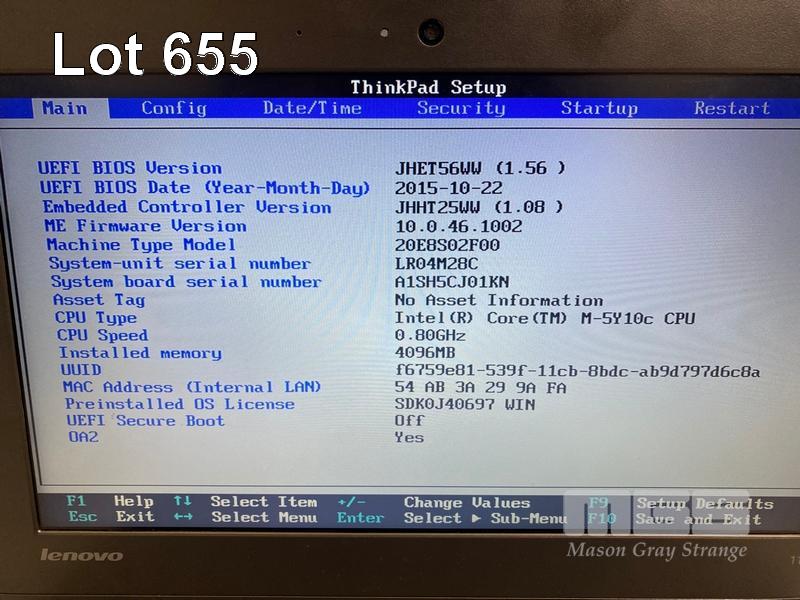 Lot 655
ThinkPad Setup
Main Config Date/Time Security Startup Restart
UEFI BIOS Version JHET56WW (1.56 )
UEFI BIOS Date (Year-Month-Day) 2015-10-22
Embedded Controller Version JHHT25WW (1.08 )
ME Firmware Version 10.0.46.1002
Machine Type Model 20E8S02F00
System-unit serial number LR04M28C
System board serial number A1SH5CJ01KN
Asset Tag No Asset Information
CPU Type Intel(R) Core(TM) M-5Y10c CPU
CPU Speed 0.80GHz
Installed memory 4096MB
UUID f6759e81-539f-11cb-8bdc-ab9d797d6c8a
MAC Address (Internal LAN) 54 AB 3A 29 9A FA
Preinstalled OS License SDK0J40697 WIN
UEFI Secure Boot Off
OA2 Yes
F1 Help ↑↓ Select Item +/- Change Values F9 Setup Defaults
Esc Exit ←→ Select Menu Enter Select ▶ Sub-Menu F10 Save and Exit
MGS
Mason Gray Strange
lenovo